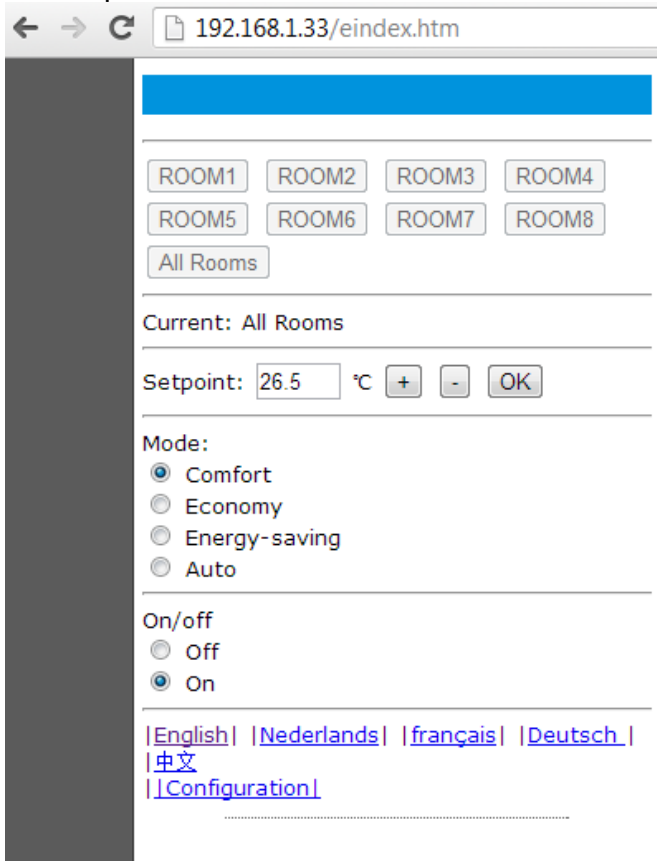 192.168.1.33/eindex.htm
ROOM1 ROOM2 ROOM3 ROOM4
ROOM5 ROOM6 ROOM7 ROOM8
All Rooms
Current: All Rooms
Setpoint: 26.5 ℃ + - OK
Mode:
Comfort
Economy
Energy-saving
Auto
On/off
Off
On
|English| |Nederlands| |français| |Deutsch |
|中文
||Configuration|